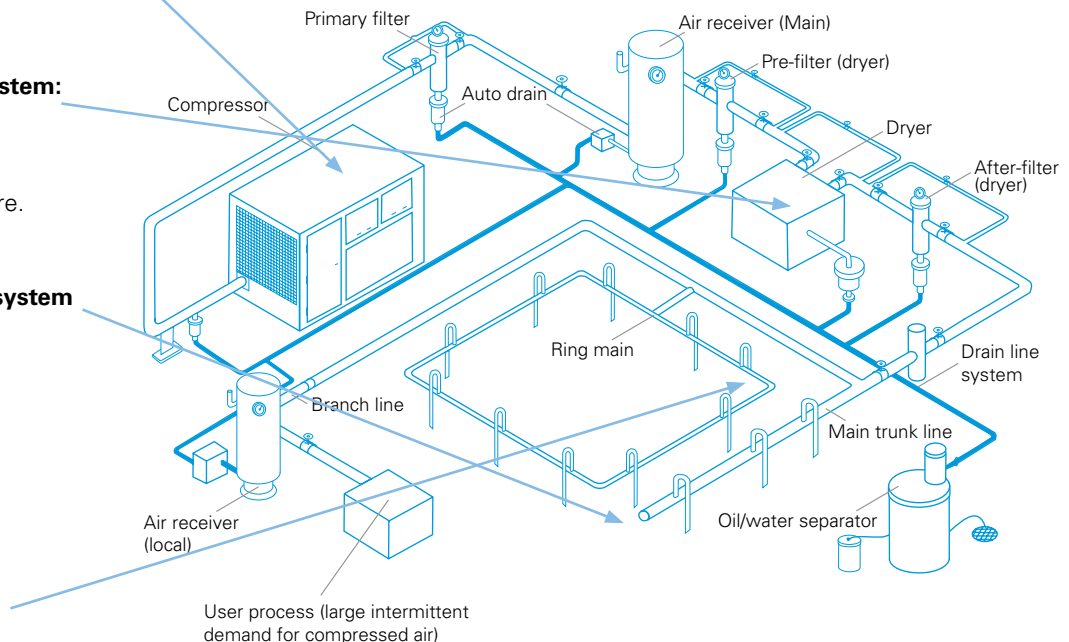 Primary filter
Air receiver (Main)
Pre-filter (dryer)
stem:
Compressor
Auto drain
Dryer
After-filter
(dryer)
re.
system
Ring main
Drain line
system
Branch line
Main trunk line
Air receiver
(local)
Oil/water separator
User process (large intermittent
demand for compressed air)